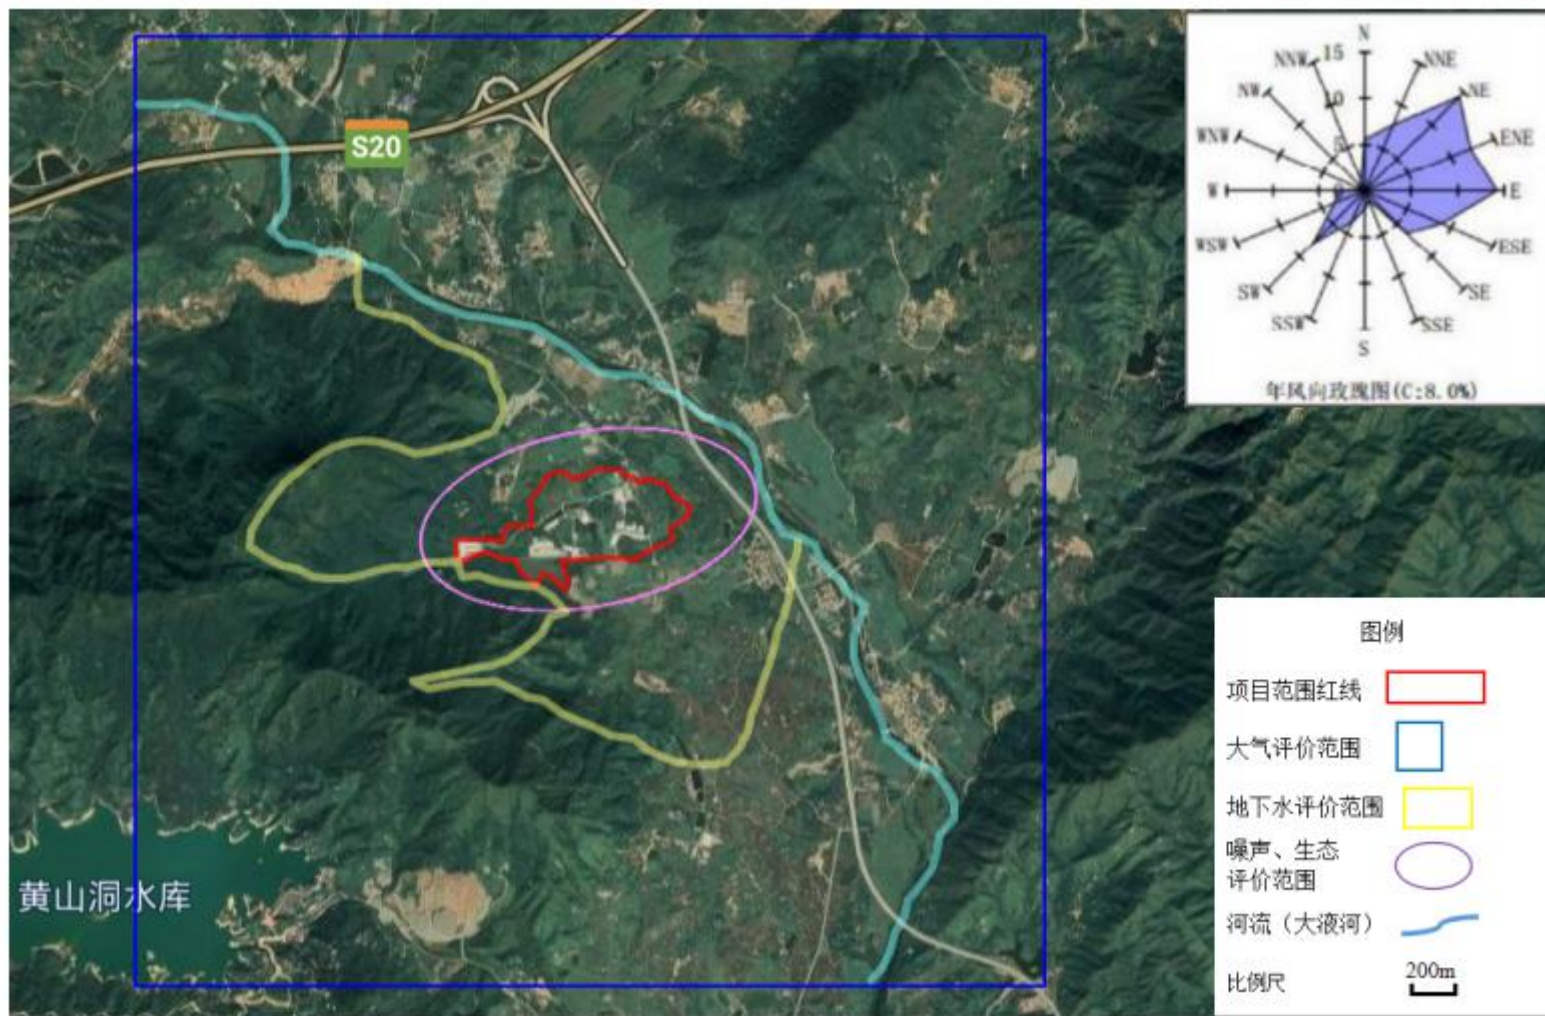 S20
黄山洞水库
N
NNE
NE
ENE
E
ESE
SE
SSE
S
SSW
SW
WSW
W
WNW
NW
NNW
15
10
5
0
年风向玫瑰图(C:8.0%)
图例
项目范围红线
大气评价范围
地下水评价范围
噪声、生态
评价范围
河流（大液河）
比例尺
200m